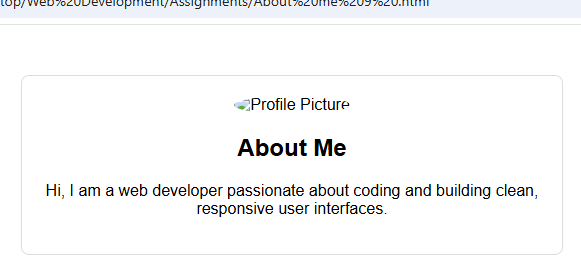 top/Web%20Development/Assignments/About%20me%209%20.html
Profile Picture
About Me
Hi, I am a web developer passionate about coding and building clean,
responsive user interfaces.